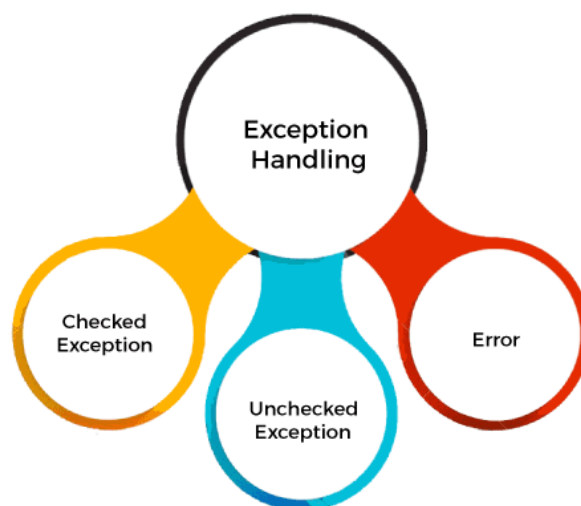 Exception
Handling
Checked
Exception
Unchecked
Exception
Error